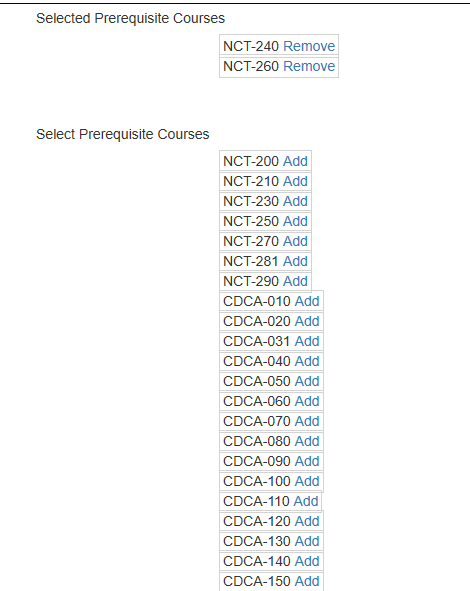 Selected Prerequisite Courses
NCT-240 Remove
NCT-260 Remove
Select Prerequisite Courses
NCT-200 Add
NCT-210 Add
NCT-230 Add
NCT-250 Add
NCT-270 Add
NCT-281 Add
NCT-290 Add
CDCA-010 Add
CDCA-020 Add
CDCA-031 Add
CDCA-040 Add
CDCA-050 Add
CDCA-060 Add
CDCA-070 Add
CDCA-080 Add
CDCA-090 Add
CDCA-100 Add
CDCA-110 Add
CDCA-120 Add
CDCA-130 Add
CDCA-140 Add
CDCA-150 Add